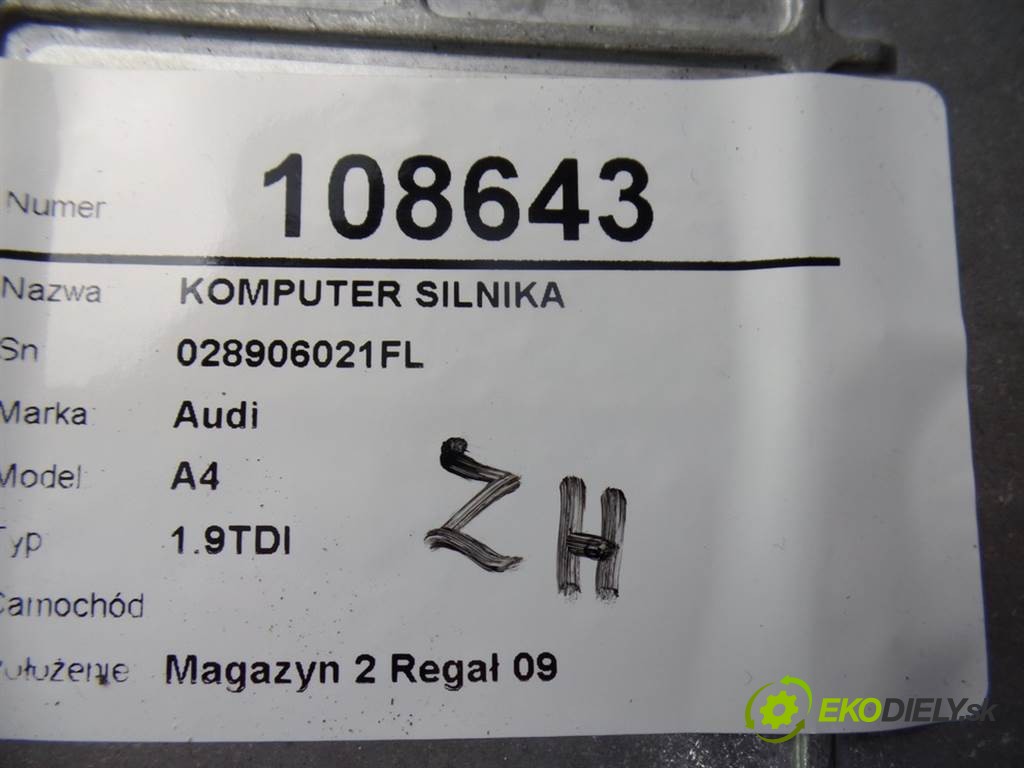 Numer 108643
Nazwa KOMPUTER SILNIKA
Sn 028906021FL
Marka Audi
Model A4
Typ 1.9TDI
Samochód
Położenie Magazyn 2 Regał 09
ZH
EKODIELY.sk